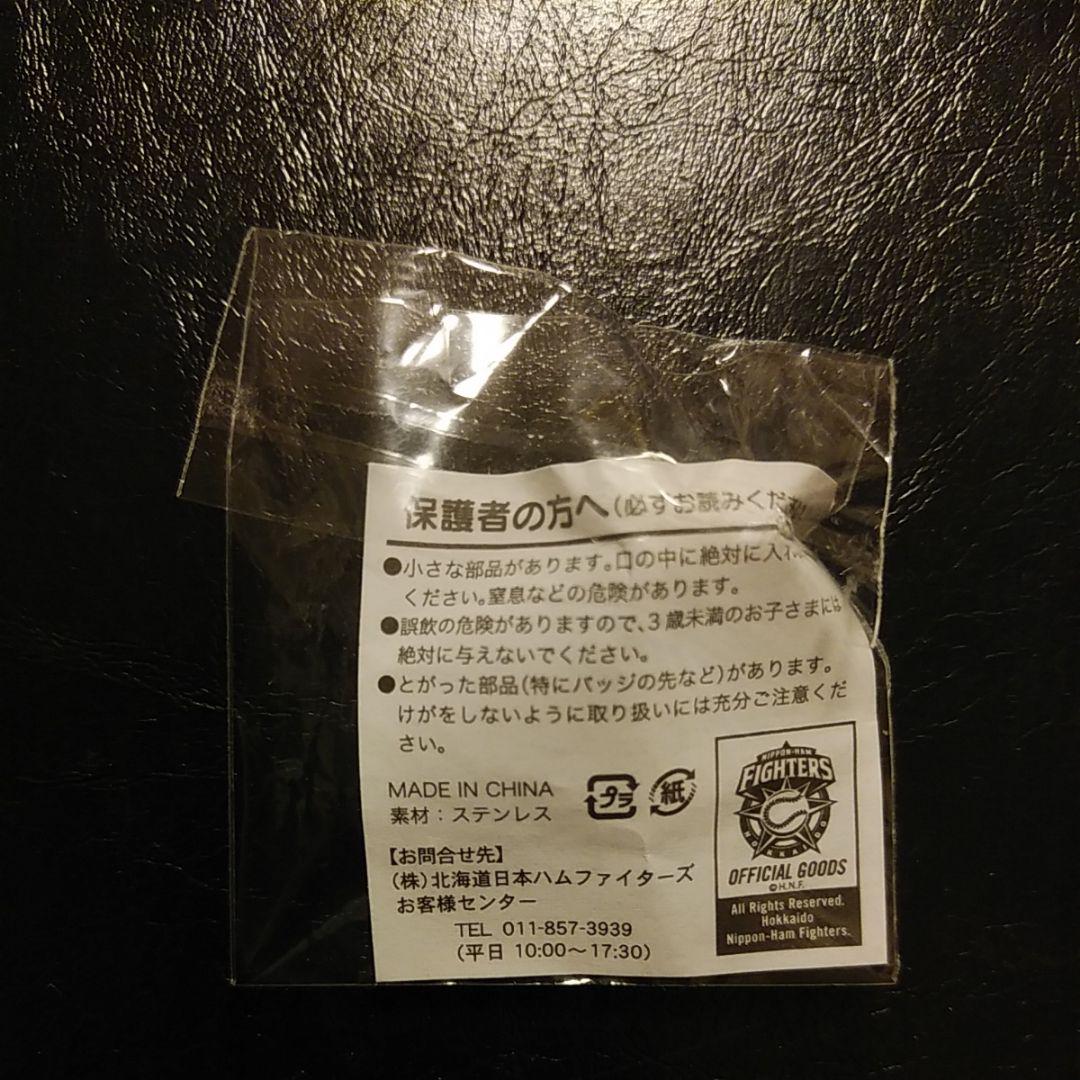 保護者の方へ(必ずお読みくださ
●小さな部品があります。口の中に絶対に入れ
ください。窒息などの危険があります。
●誤飲の危険がありますので、3歳未満のお子さまには
絶対に与えないでください。
●とがった部品(特にバッジの先など)があります。
けがをしないように取り扱いには充分ご注意くだ
さい。
MADE IN CHINA
素材:ステンレス
プラ 紙
【お問合せ先】
(株)北海道日本ハムファイターズ
お客様センター
TEL 011-857-3939
(平日 10:00〜17:30)
NIPPON-HAM
FIGHTERS
HOKKAIDO
OFFICIAL GOODS
©H.N.F.
All Rights Reserved.
Hokkaido
Nippon-Ham Fighters.